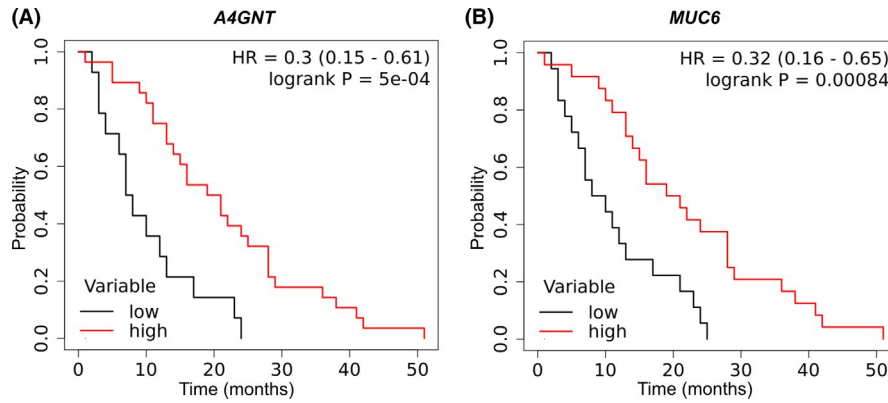 (A)
A4GNT
HR = 0.3 (0.15 - 0.61)
logrank P = 5e-04
Probability
1.0
0.8
0.6
0.4
0.2
0.0
Variable
low
high
0 10 20 30 40 50
Time (months)
(B)
MUC6
HR = 0.32 (0.16 - 0.65)
logrank P = 0.00084
Probability
1.0
0.8
0.6
0.4
0.2
0.0
Variable
low
high
0 10 20 30 40 50
Time (months)